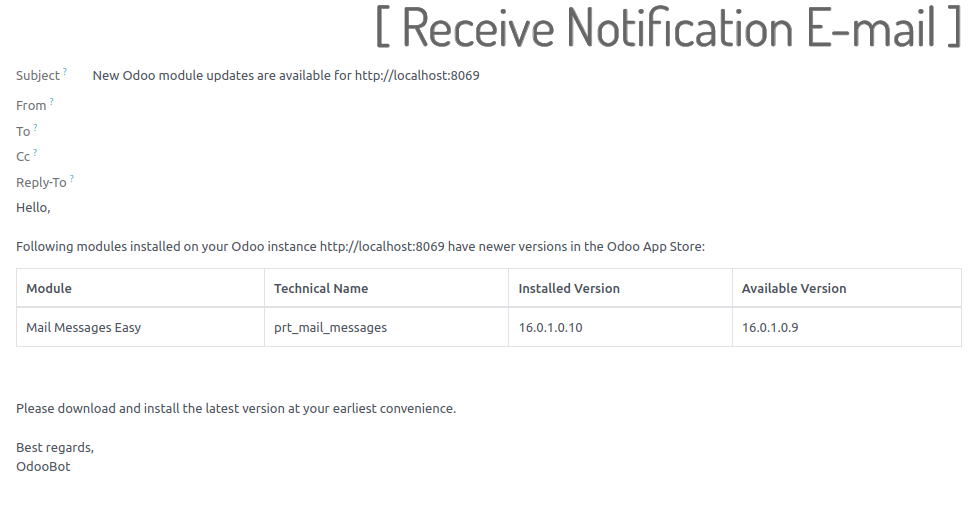 [ Receive Notification E-mail ]
Subject ? New Odoo module updates are available for http://localhost:8069
From ?
To ?
Cc ?
Reply-To ?
Hello,
Following modules installed on your Odoo instance http://localhost:8069 have newer versions in the Odoo App Store:
Module Technical Name Installed Version Available Version
Mail Messages Easy prt_mail_messages 16.0.1.0.10 16.0.1.0.9
Please download and install the latest version at your earliest convenience.
Best regards,
OdooBot